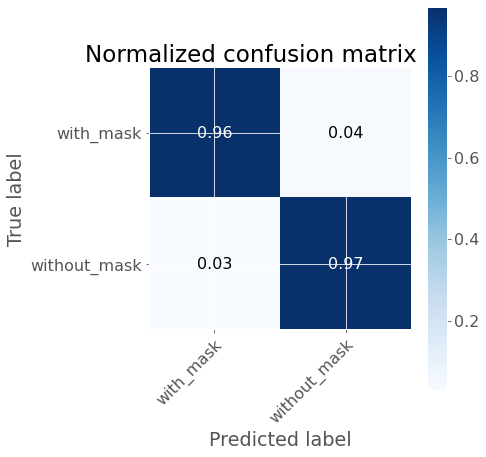 Normalized confusion matrix
True label
with_mask
0.96
0.04
without_mask
0.03
0.97
with_mask
without_mask
Predicted label
0.8
0.6
0.4
0.2